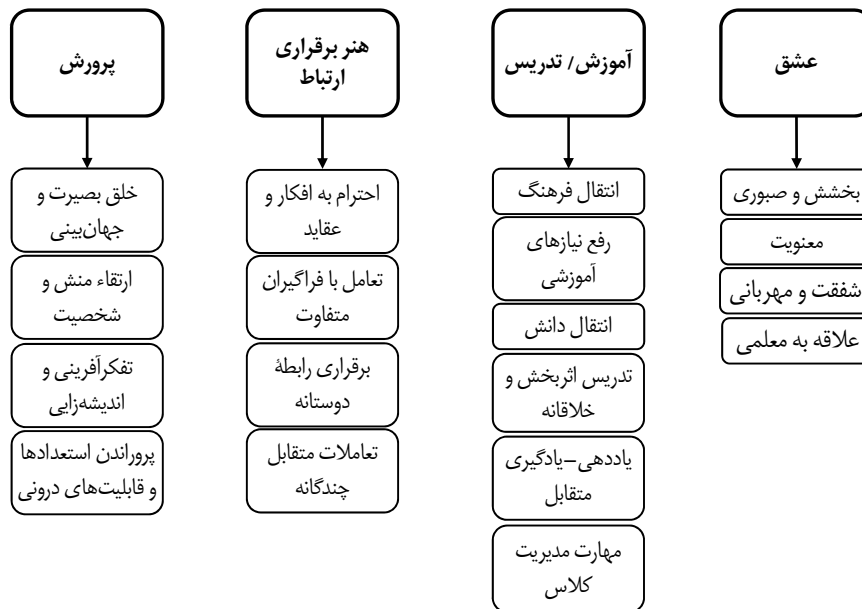 عشق
بخشش و صبوری
معنویت
شفقت و مهربانی
علاقه به معلمی
آموزش/ تدریس
انتقال فرهنگ
رفع نیازهای
آموزشی
انتقال دانش
تدریس اثربخش و
خلاقانه
یاددهی–یادگیری
متقابل
مهارت مدیریت
کلاس
هنر برقراری
ارتباط
احترام به افکار و
عقاید
تعامل با فراگیران
متفاوت
برقراری رابطۀ
دوستانه
تعاملات متقابل
چندگانه
پرورش
خلق بصیرت و
جهان‌بینی
ارتقاء منش و
شخصیت
تفکرآفرینی و
اندیشه‌زایی
پروراندن استعدادها
و قابلیت‌های درونی